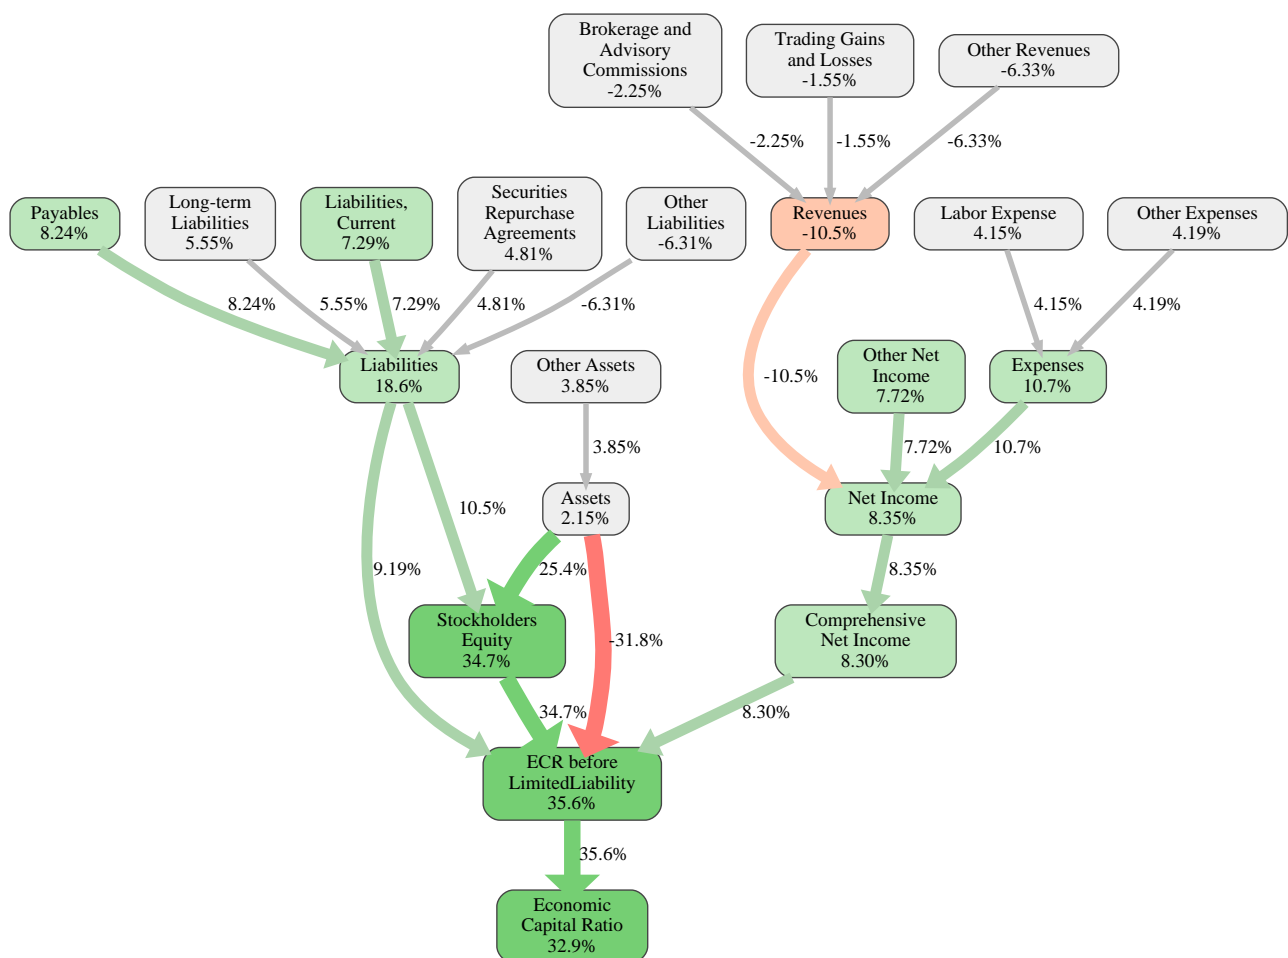 Brokerage and
Advisory
Commissions
-2.25%
Trading Gains
and Losses
-1.55%
Other Revenues
-6.33%
-2.25%
-1.55%
-6.33%
Payables
8.24%
Long-term
Liabilities
5.55%
Liabilities,
Current
7.29%
Securities
Repurchase
Agreements
4.81%
Other
Liabilities
-6.31%
Revenues
-10.5%
Labor Expense
4.15%
Other Expenses
4.19%
8.24%
5.55%
7.29%
4.81%
-6.31%
4.15%
4.19%
Liabilities
18.6%
Other Assets
3.85%
-10.5%
Other Net
Income
7.72%
Expenses
10.7%
3.85%
7.72%
10.7%
10.5%
Assets
2.15%
Net Income
8.35%
9.19%
25.4%
8.35%
Stockholders
Equity
34.7%
-31.8%
Comprehensive
Net Income
8.30%
34.7%
8.30%
ECR before
LimitedLiability
35.6%
35.6%
Economic
Capital Ratio
32.9%